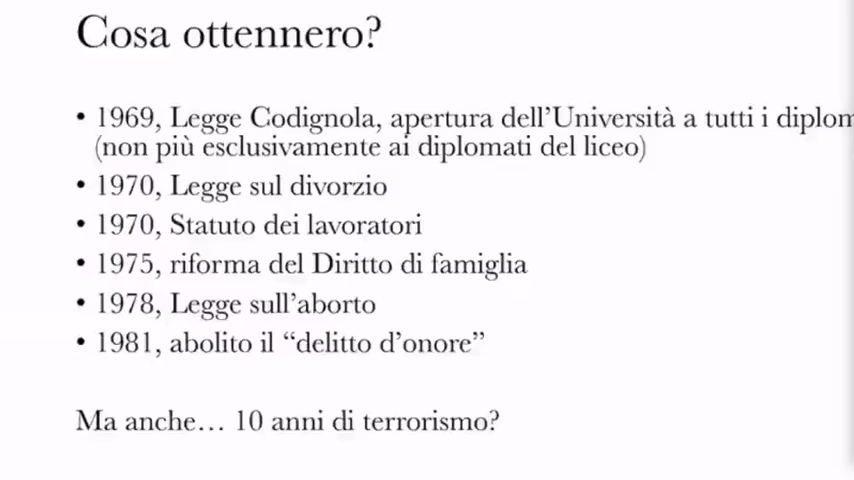 Cosa ottennero?
• 1969, Legge Codignola, apertura dell’Università a tutti i diplom
(non più esclusivamente ai diplomati del liceo)
• 1970, Legge sul divorzio
• 1970, Statuto dei lavoratori
• 1975, riforma del Diritto di famiglia
• 1978, Legge sull’aborto
• 1981, abolito il “delitto d’onore”
Ma anche… 10 anni di terrorismo?